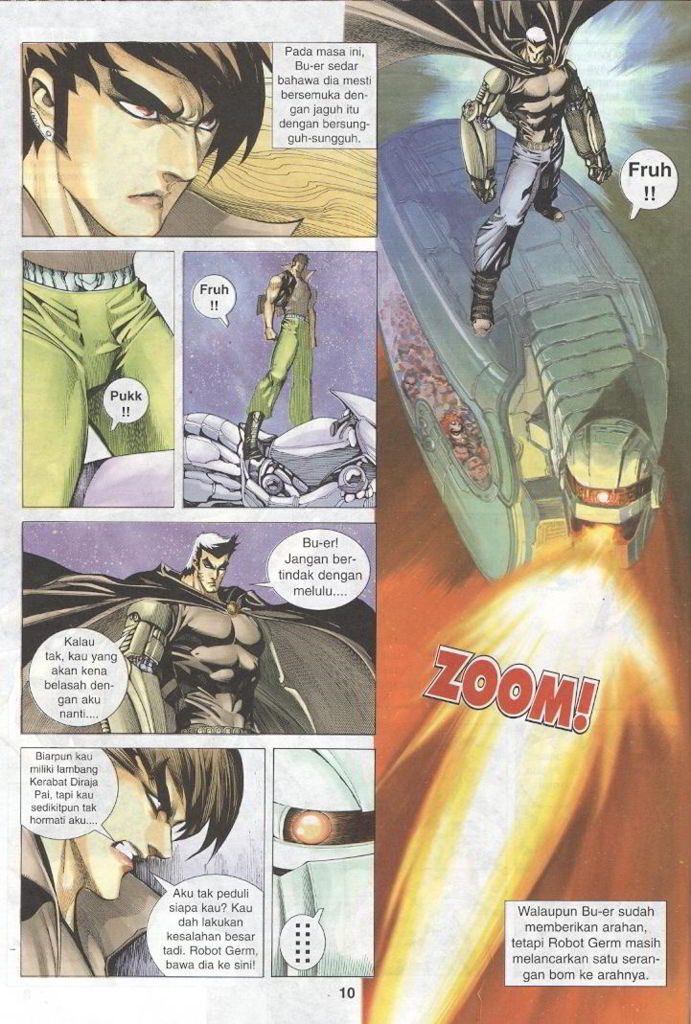 Pada masa ini,
Bu-er sedar
bahawa dia mesti
bersemuka den-
gan jaguh itu
dengan bersung-
guh-sungguh.
Pukk
!!
Fruh
!!
Bu-er!
Jangan ber-
tindak dengan
melulu....
Kalau
tak, kau yang
akan kena
belasah den-
gan aku
nanti....
Biarpun kau
miliki lambang
Kerabat Diraja
Pai, tapi kau
sedikitpun tak
hormati aku....
Aku tak peduli
siapa kau? Kau
dah lakukan
kesalahan besar
tadi. Robot Germ,
bawa dia ke sini!
Fruh
!!
ZOOM!
Walaupun Bu-er sudah
memberikan arahan,
tetapi Robot Germ masih
melancarkan satu seran-
gan bom ke arahnya.
10